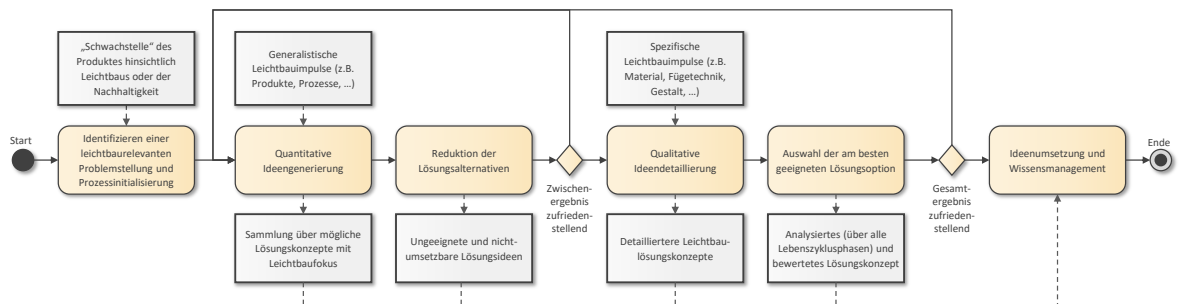 „Schwachstelle“ des
Produktes hinsichtlich
Leichtbaus oder der
Nachhaltigkeit
Generalistische
Leichtbauimpulse (z.B.
Produkte, Prozesse, …)
Spezifische
Leichtbauimpulse (z.B.
Material, Fügetechnik,
Gestalt, …)
Start
Identifizieren einer
leichtbaurelevanten
Problemstellung und
Prozessinitialisierung
Quantitative
Ideengenerierung
Reduktion der
Lösungsalternativen
Zwischen-
ergebnis
zufrieden-
stellend
Qualitative
Ideendetaillierung
Auswahl der am besten
geeigneten Lösungsoption
Gesamt-
ergebnis
zufrieden-
stellend
Ideenumsetzung und
Wissensmanagement
Ende
Sammlung über mögliche
Lösungskonzepte mit
Leichtbaufokus
Ungeeignete und nicht-
umsetzbare Lösungsideen
Detailliertere Leichtbau-
lösungskonzepte
Analysiertes (über alle
Lebenszyklusphasen) und
bewertetes Lösungskonzept